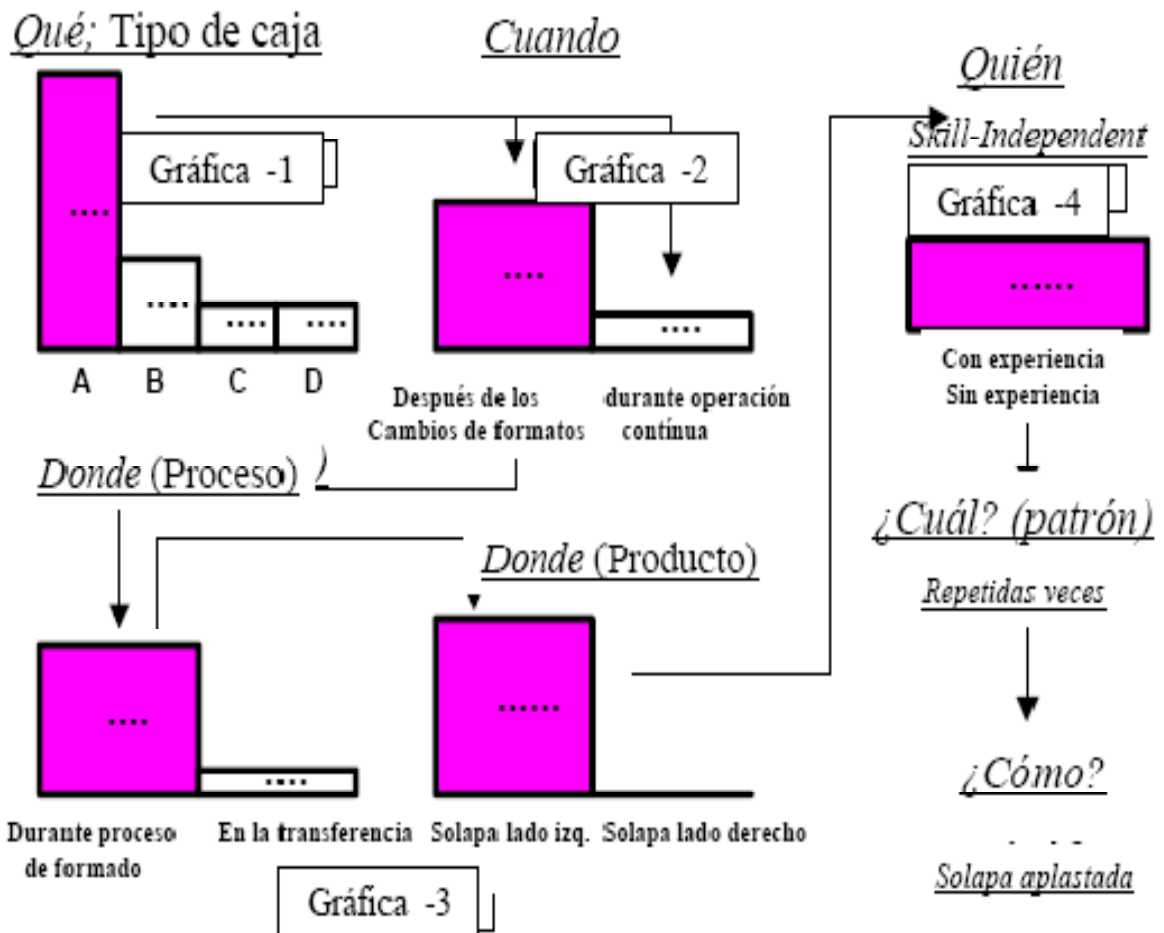 Qué; Tipo de caja
Gráfica -1
A B C D
Cuando
Gráfica -2
Después de los
Cambios de formatos
durante operación
contínua
Donde (Proceso) )
Durante proceso
de formado
En la transferencia
Donde (Producto)
Solapa lado izq.
Solapa lado derecho
Gráfica -3
Quién
Skill-Independent
Gráfica -4
Con experiencia
Sin experiencia
¿Cuál? (patrón)
Repetidas veces
¿Cómo?
Solapa aplastada